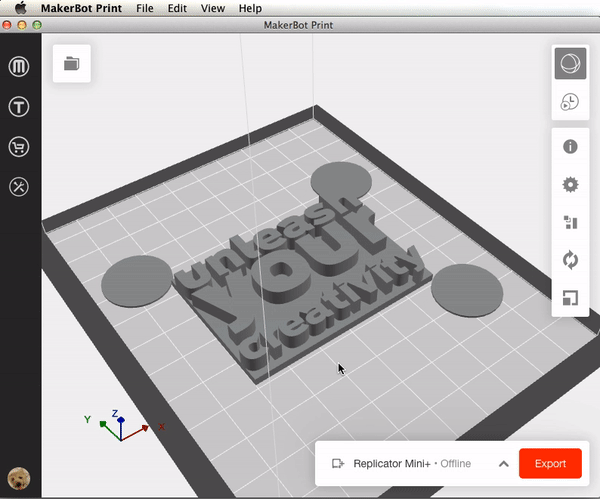 MakerBot Print File Edit View Help
MakerBot Print
M
T
unleash
your
creativity
Z
Y
X
Replicator Mini+ • Offline
Export